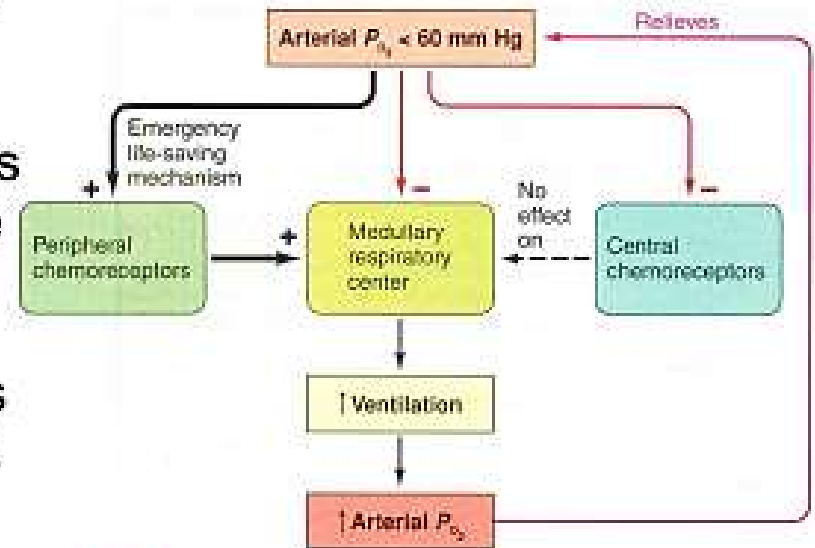 Relieves
Arterial Po₂ < 60 mm Hg
Emergency
life-saving
mechanism
+
−
No
effect
on
−
s
Peripheral
chemoreceptors
+
Medullary
respiratory
center
Central
chemoreceptors
s
↑Ventilation
↑Arterial Po₂